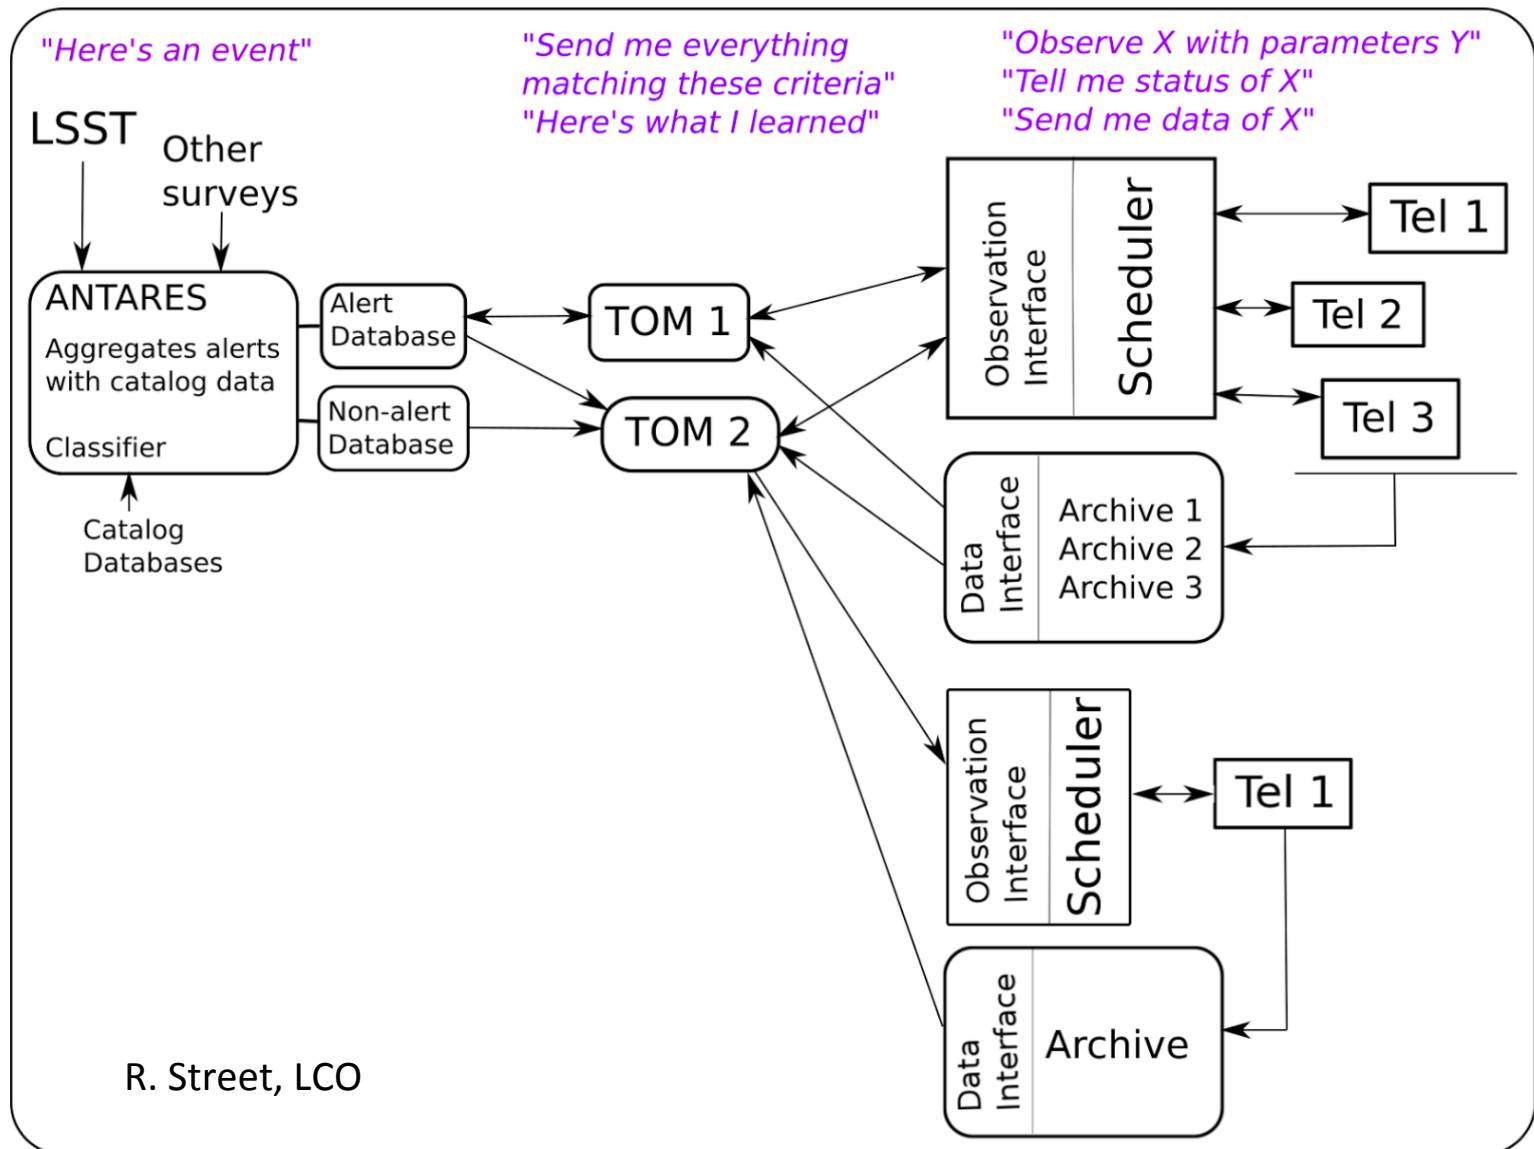 "Here's an event"
"Send me everything
matching these criteria"
"Here's what I learned"
"Observe X with parameters Y"
"Tell me status of X"
"Send me data of X"
LSST
Other
surveys
ANTARES
Aggregates alerts
with catalog data
Classifier
Catalog
Databases
Alert
Database
Non-alert
Database
TOM 1
TOM 2
Observation
Interface
Scheduler
Tel 1
Tel 2
Tel 3
Data
Interface
Archive 1
Archive 2
Archive 3
Observation
Interface
Scheduler
Tel 1
Data
Interface
Archive
R. Street, LCO